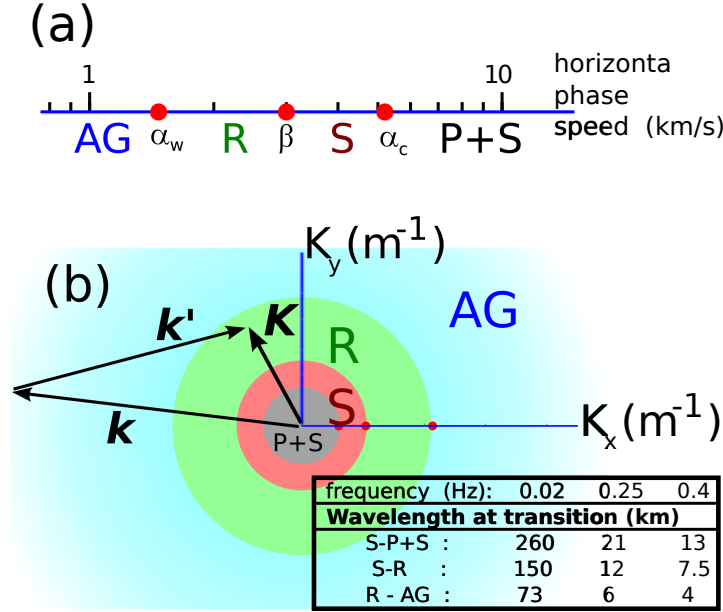 (a)
1 10
horizonta
phase
speed (km/s)
AG α_w R β S α_c P+S
K_y (m^-1)
(b)
AG
k' K R
S
k P+S K_x (m^-1)
frequency (Hz): 0.02 0.25 0.4
Wavelength at transition (km)
S-P+S : 260 21 13
S-R : 150 12 7.5
R - AG : 73 6 4